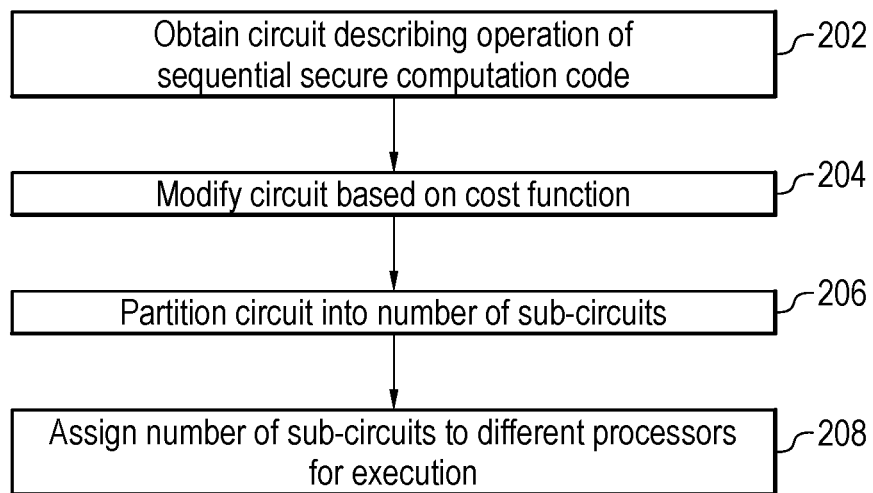 Obtain circuit describing operation of
sequential secure computation code
202
Modify circuit based on cost function
204
Partition circuit into number of sub-circuits
206
Assign number of sub-circuits to different processors
for execution
208